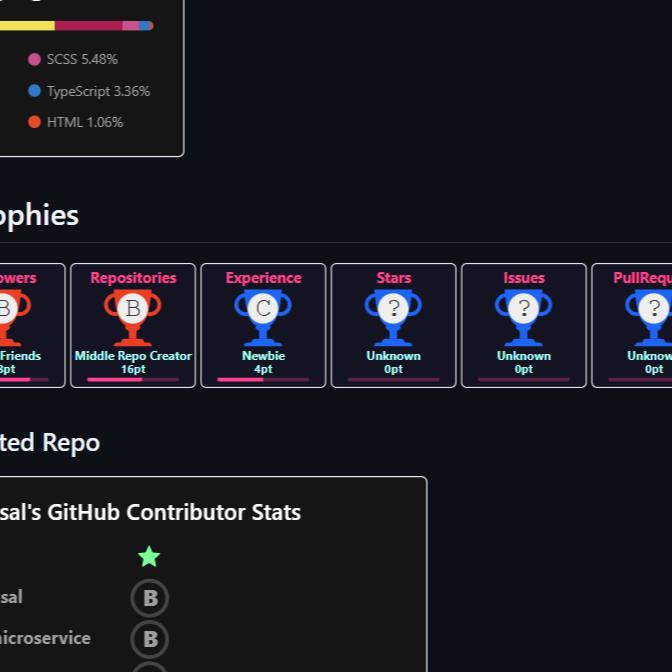 SCSS 5.48%
TypeScript 3.36%
HTML 1.06%
ophies
owers Repositories Experience Stars Issues PullRequ
B B C ? ? ?
Friends Middle Repo Creator Newbie Unknown Unknown Unknow
8pt 16pt 4pt 0pt 0pt 0pt
ted Repo
sal's GitHub Contributor Stats
sal B
nicroservice B